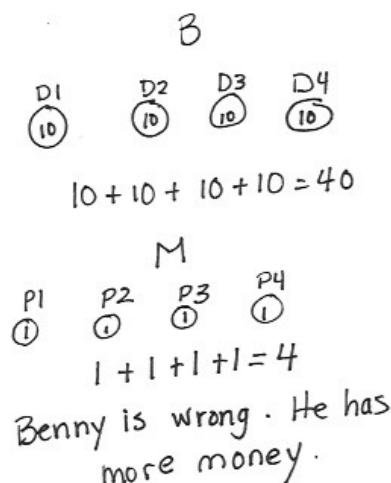 B
D1 D2 D3 D4
10 10 10 10
10 + 10 + 10 + 10 = 40
M
P1 P2 P3 P4
1 1 1 1
1 + 1 + 1 + 1 = 4
Benny is wrong. He has
more money.